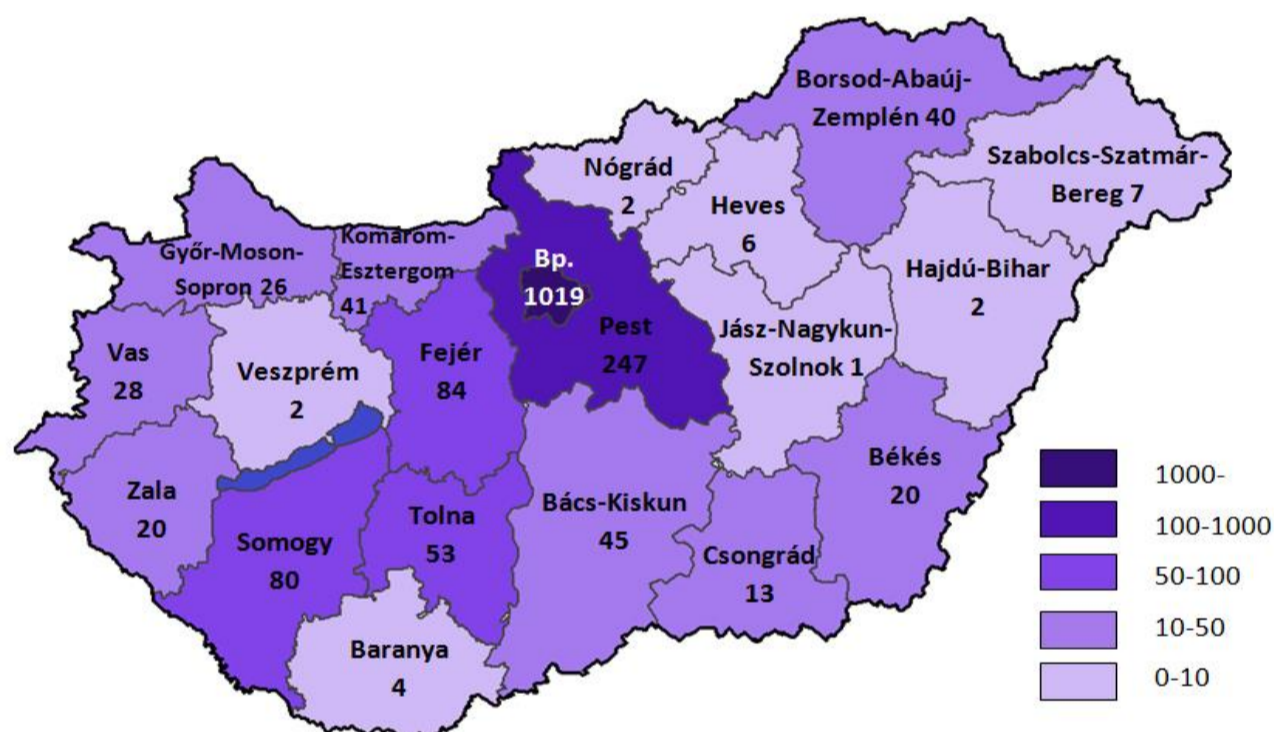 Borsod-Abaúj-
Zemplén 40
Szabolcs-Szatmár-
Bereg 7
Nógrád
2
Heves
6
Győr-Moson-
Sopron 26
Komárom-
Esztergom
41
Bp.
1019
Pest
247
Hajdú-Bihar
2
Jász-Nagykun-
Szolnok 1
Vas
28
Veszprém
2
Fejér
84
Zala
20
Somogy
80
Tolna
53
Bács-Kiskun
45
Csongrád
13
Békés
20
Baranya
4
1000-
100-1000
50-100
10-50
0-10